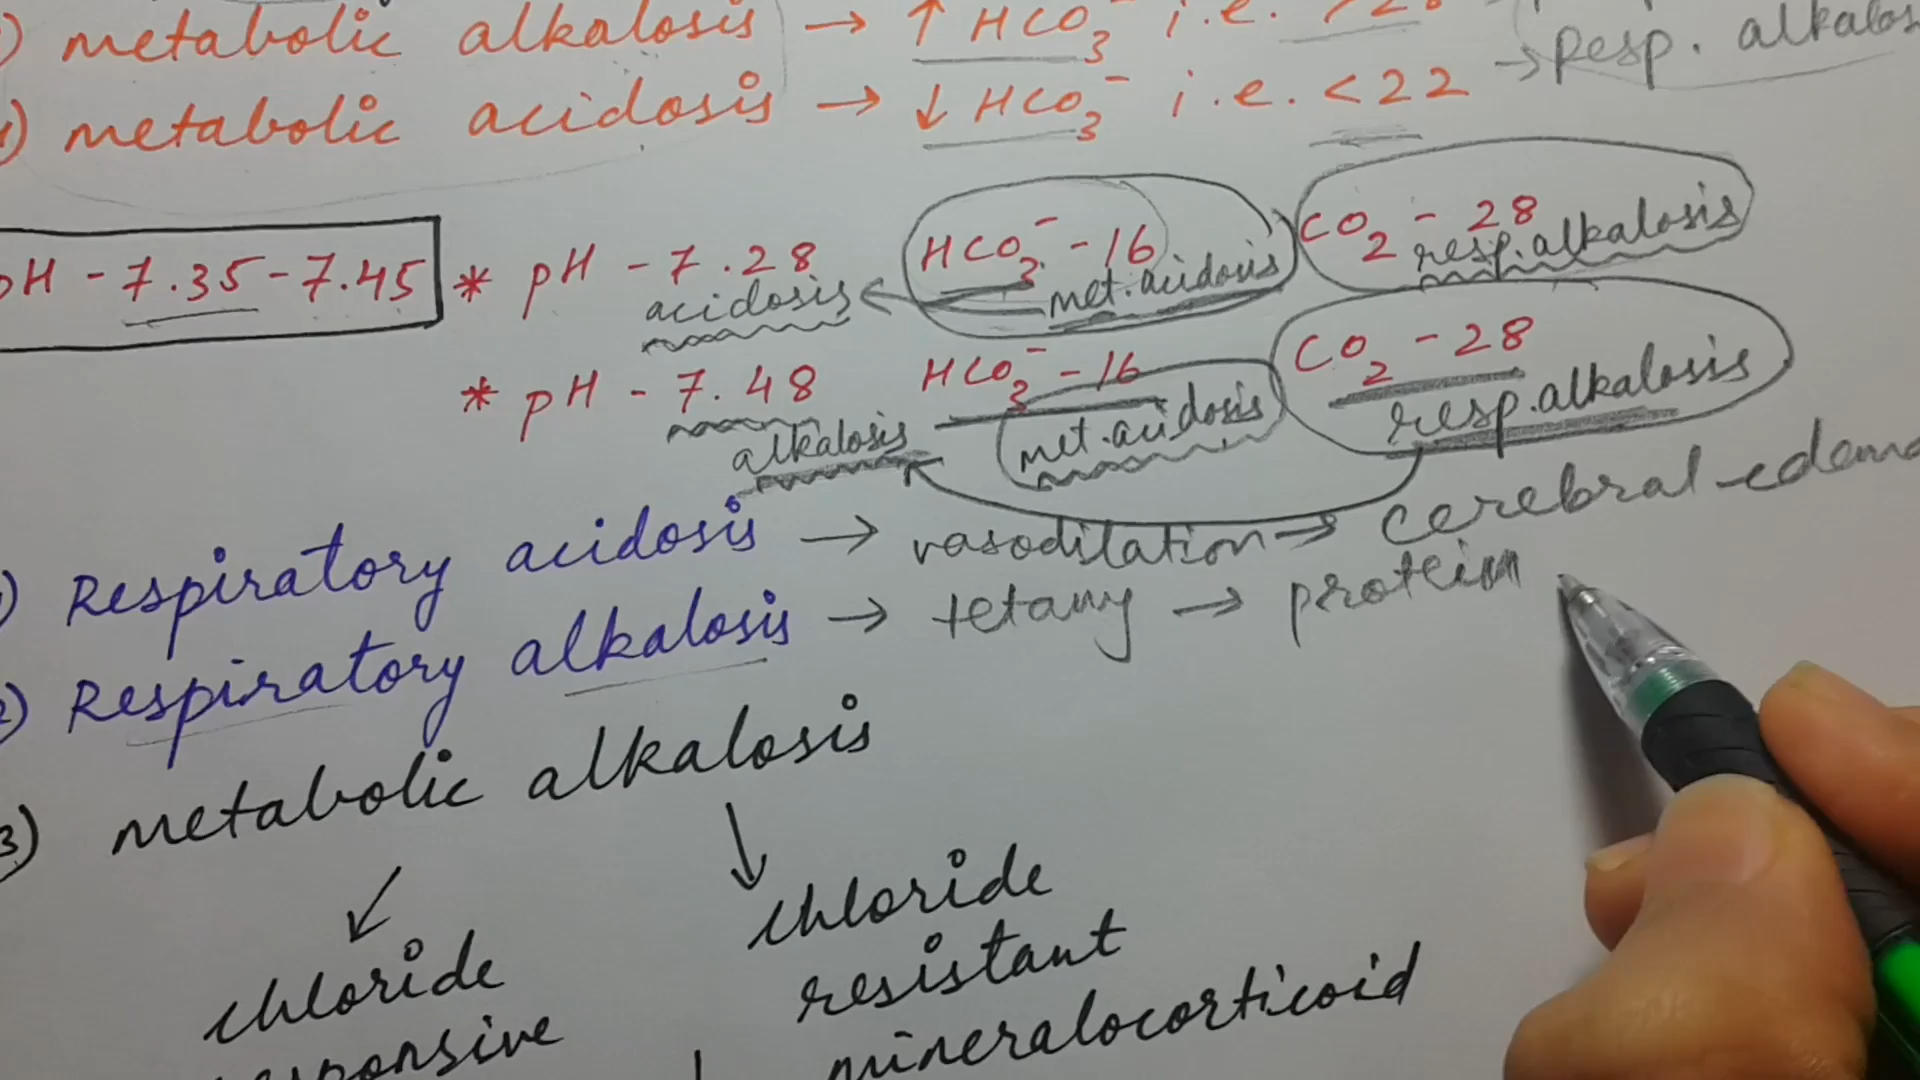 metabolic alkalosis → ↑ HCO3⁻ i.e.
→ Resp.
metabolic acidosis → ↓ HCO3⁻ i.e. <22
pH - 7.35-7.45 * pH - 7.28 HCO3⁻ - 16 CO2 - 28
acidosis ← met. acidosis resp. alkalosis
* pH - 7.48 HCO3⁻ - 16 CO2 - 28
alkalosis met. acidosis resp. alkalosis
Respiratory acidosis → vasodilation → cerebral
2) Respiratory alkalosis → tetany → protein
3) metabolic alkalosis
↙ ↓
chloride chloride
resistant
mineralocorticoid